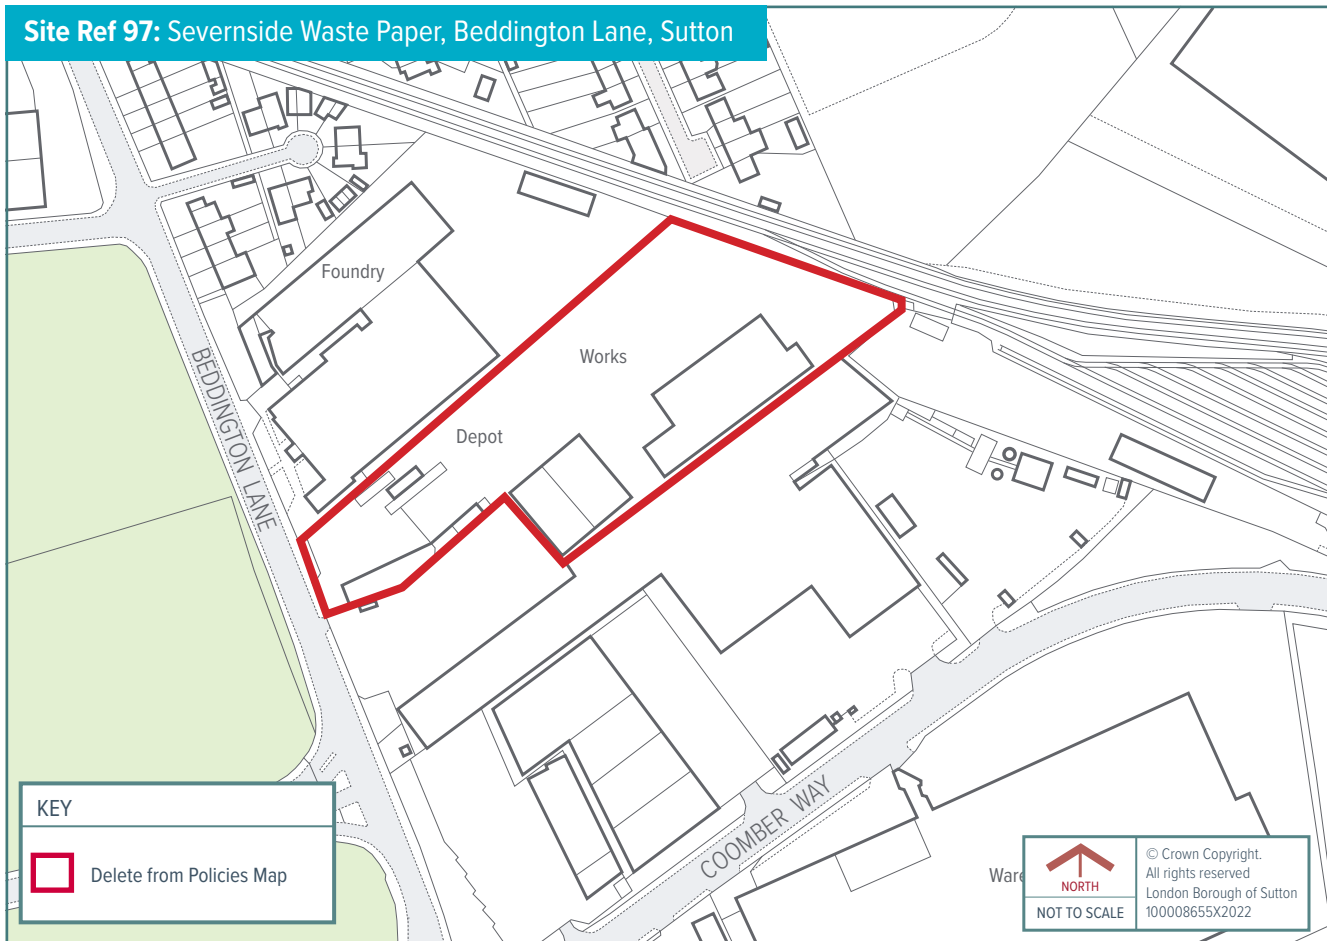 Site Ref 97: Severnside Waste Paper, Beddington Lane, Sutton
Foundry
BEDDINGTON LANE
Works
Depot
COOMBER WAY
KEY
Delete from Policies Map
Ware
NORTH
NOT TO SCALE
© Crown Copyright.
All rights reserved
London Borough of Sutton
100008655X2022